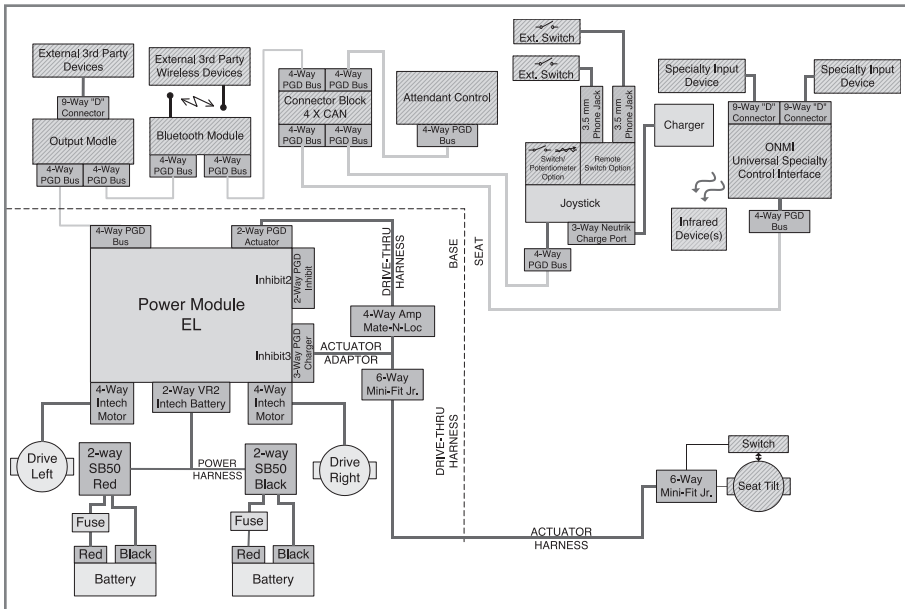 External 3rd Party
Devices
9-Way "D"
Connector
Output Modle
4-Way
PGD Bus
4-Way
PGD Bus
External 3rd Party
Wireless Devices
Bluetooth Module
4-Way
PGD Bus
4-Way
PGD Bus
4-Way
PGD Bus
4-Way
PGD Bus
Connector Block
4 X CAN
4-Way
PGD Bus
4-Way
PGD Bus
Attendant Control
4-Way PGD
Bus
Ext. Switch
Ext. Switch
3.5 mm
Phone Jack
3.5 mm
Phone Jack
Switch/
Potentiometer
Option
Remote
Switch Option
Joystick
3-Way Neutrik
Charge Port
4-Way
PGD Bus
Charger
Specialty Input
Device
Specialty Input
Device
9-Way "D"
Connector
9-Way "D"
Connector
ONMI
Universal Specialty
Control Interface
4-Way PGD
Bus
Infrared
Device(s)
4-Way PGD
Bus
2-Way PGD
Actuator
Inhibit2
2-Way PGD
Inhibit
Power Module
EL
Inhibit3
3-Way PGD
Charger
4-Way
Intech
Motor
2-Way VR2
Intech Battery
4-Way
Intech
Motor
DRIVE-THRU
HARNESS
BASE
SEAT
4-Way Amp
Mate-N-Loc
ACTUATOR
ADAPTOR
6-Way
Mini-Fit Jr.
DRIVE-THRU
HARNESS
Drive
Left
2-way
SB50
Red
POWER
HARNESS
2-way
SB50
Black
Drive
Right
Fuse
Red
Black
Battery
Fuse
Red
Black
Battery
Switch
6-Way
Mini-Fit Jr.
Seat Tilt
ACTUATOR
HARNESS